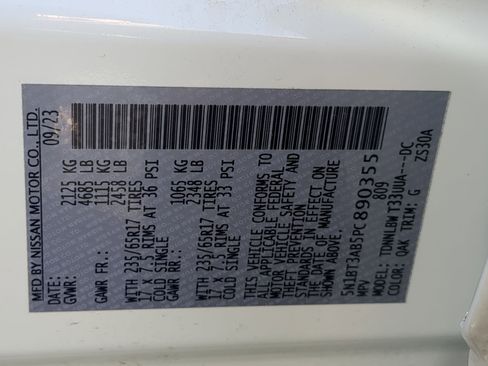 MFD BY NISSAN MOTOR CO., LTD.
DATE: 09/23
GVWR: 2125 KG
4685 LB
GAWR FR.: 1115 KG
2458 LB
WITH 235/65R17 TIRES
17 X 7.5 RIMS AT 36 PSI
COLD SINGLE
GAWR RR.: 1065 KG
2348 LB
WITH 235/65R17 TIRES
17 X 7.5 RIMS AT 33 PSI
COLD SINGLE
THIS VEHICLE CONFORMS TO
ALL APPLICABLE FEDERAL
MOTOR VEHICLE SAFETY AND
THEFT PREVENTION
STANDARDS IN EFFECT ON
THE DATE OF MANUFACTURE
SHOWN ABOVE.
5N1BT3AB5PC890355
MPV 809
MODEL: TDNNLBWT33UUA---DC
COLOR: QAK TRIM: G ZS30A